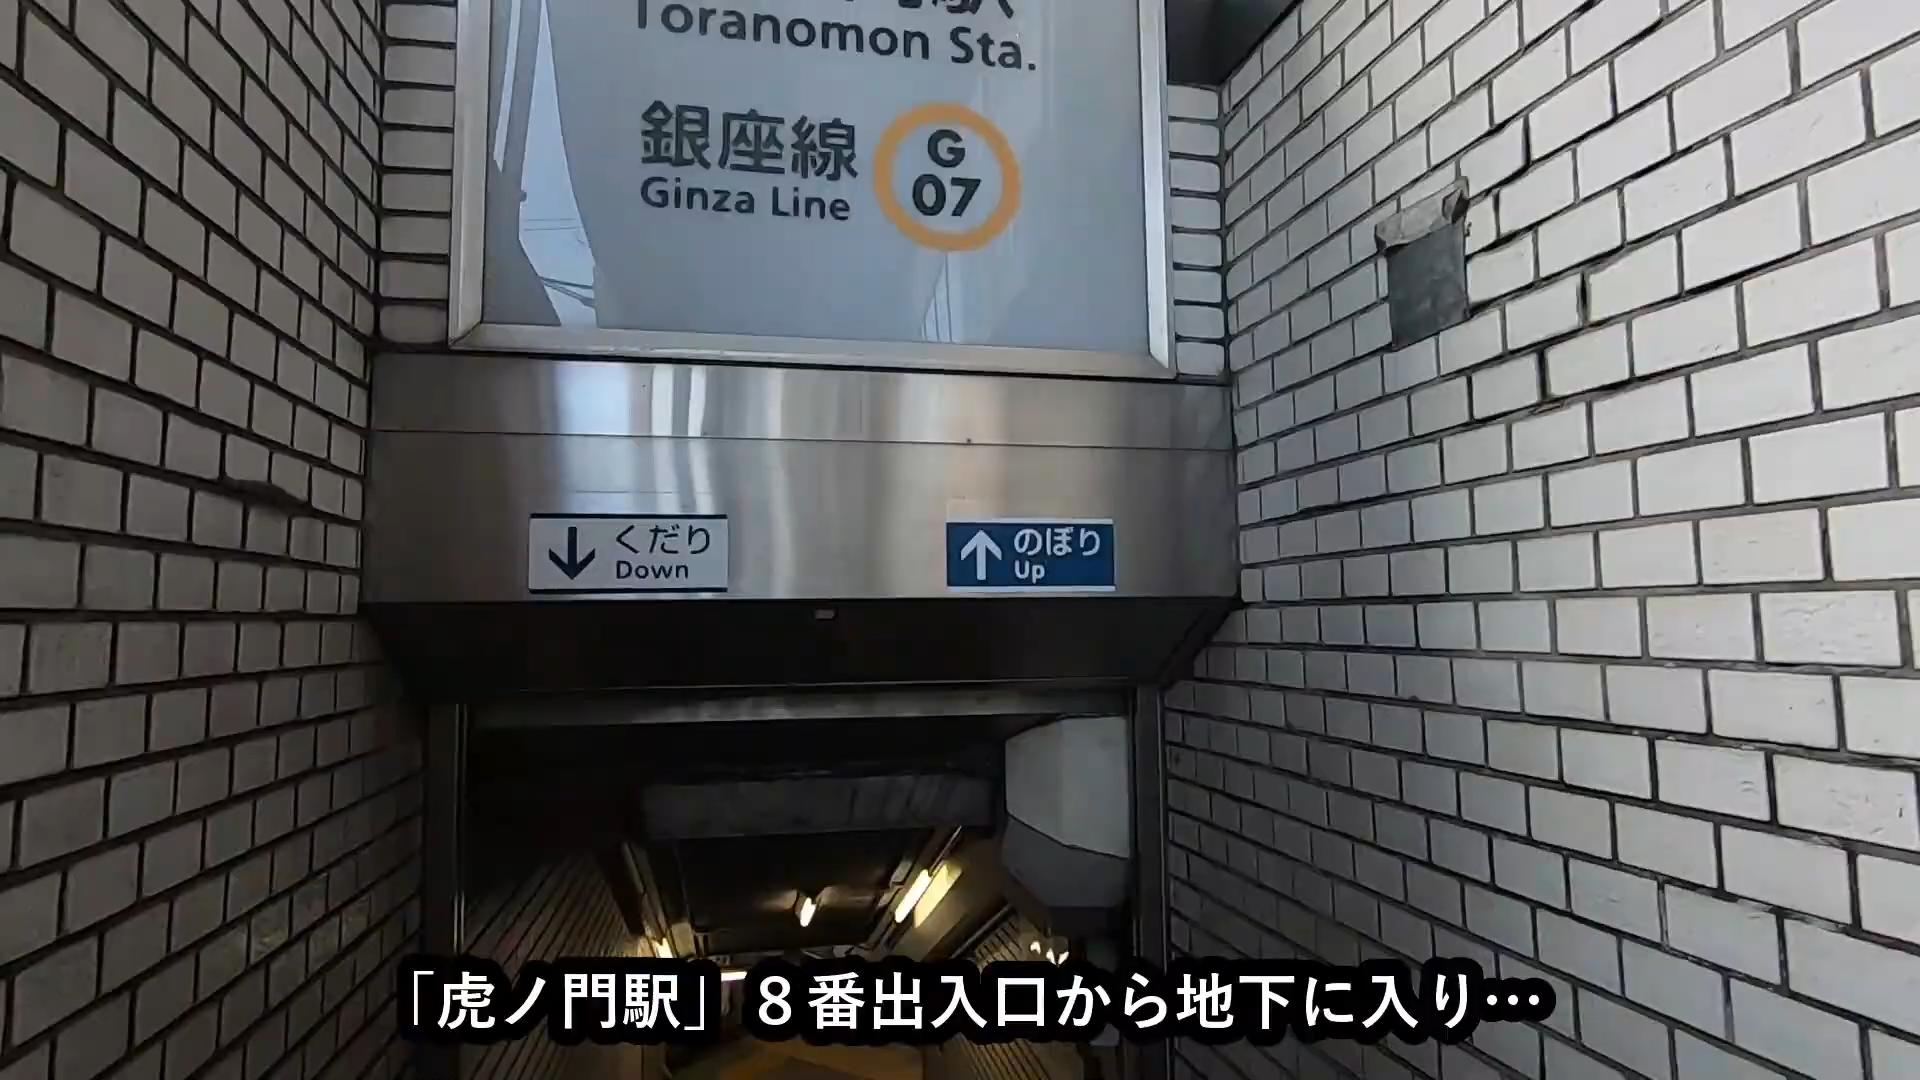 Toranomon Sta.
銀座線
Ginza Line
G
07
くだり
Down
のぼり
Up
「虎ノ門駅」８番出入口から地下に入り…